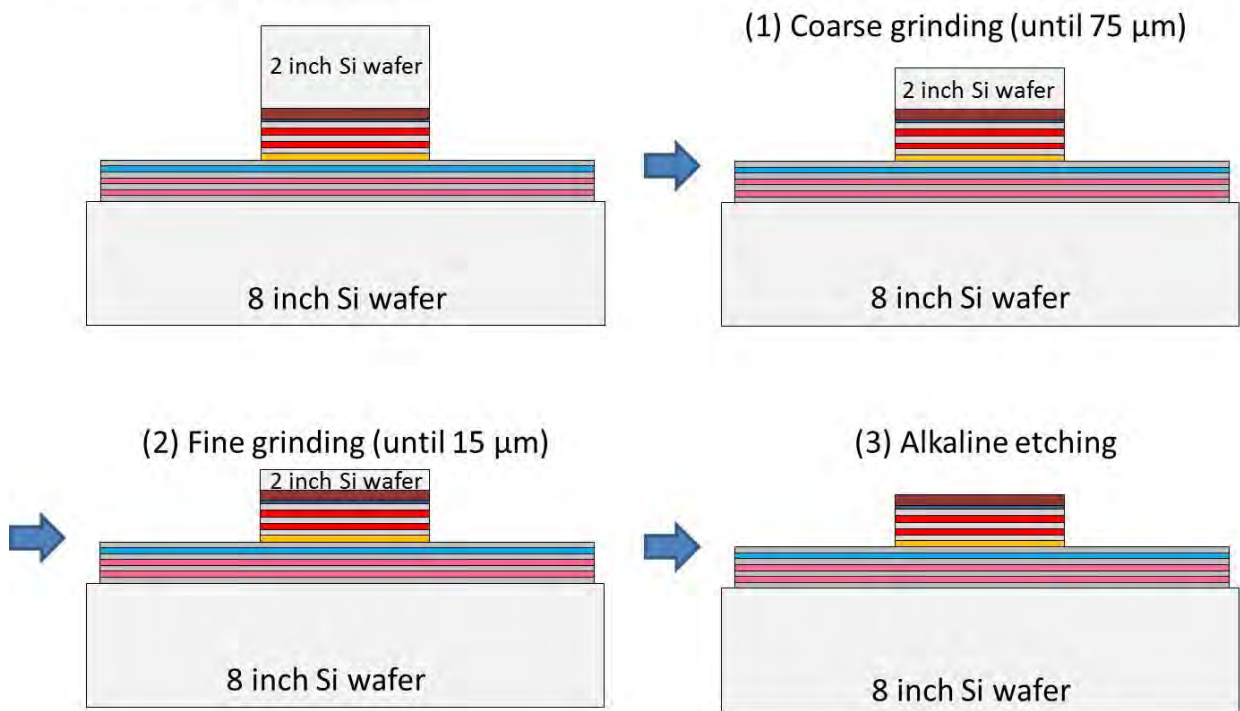 2 inch Si wafer
8 inch Si wafer
(1) Coarse grinding (until 75 µm)
2 inch Si wafer
8 inch Si wafer
(2) Fine grinding (until 15 µm)
2 inch Si wafer
8 inch Si wafer
(3) Alkaline etching
8 inch Si wafer